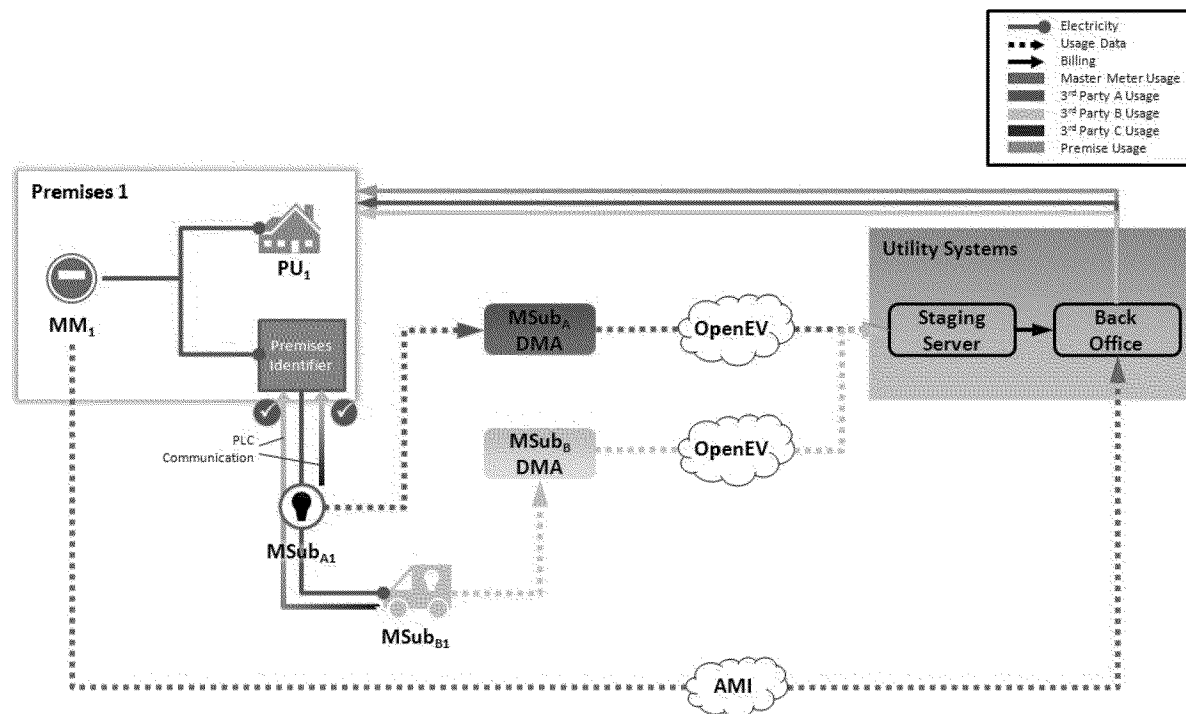 Electricity
Usage Data
Billing
Master Meter Usage
3rd Party A Usage
3rd Party B Usage
3rd Party C Usage
Premise Usage
Premises 1
PU1
MM1
Premises
Identifier
PLC
Communication
MSubA1
MSubB1
MSubA
DMA
OpenEV
MSubB
DMA
OpenEV
Utility Systems
Staging
Server
Back
Office
AMI